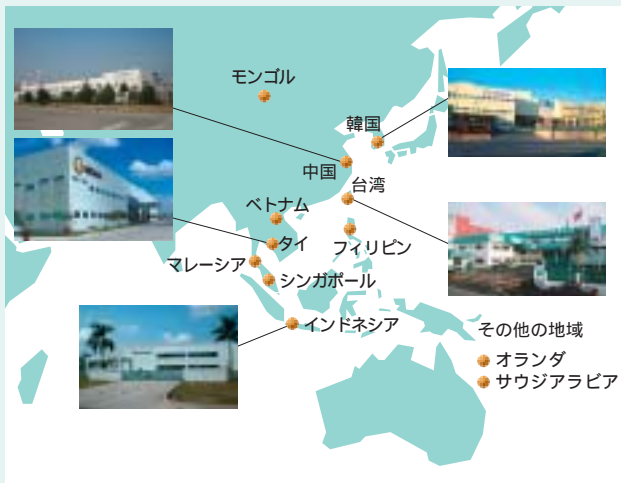 モンゴル
韓国
中国
台湾
ベトナム
タイ
フィリピン
マレーシア
シンガポール
インドネシア
その他の地域
オランダ
サウジアラビア